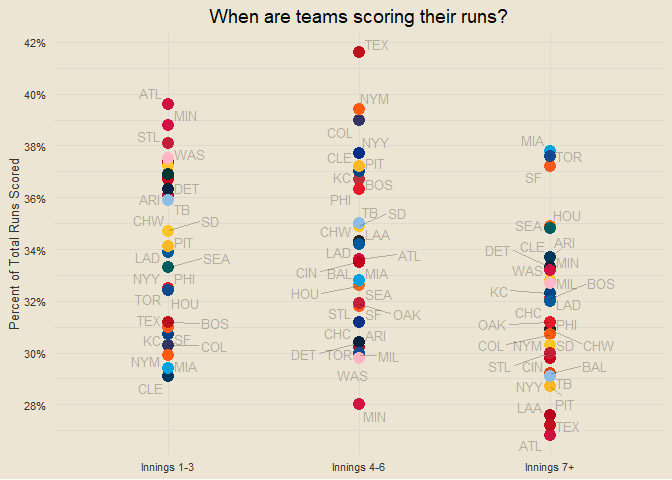 When are teams scoring their runs?
Percent of Total Runs Scored
42%
40%
38%
36%
34%
32%
30%
28%
ATL
MIN
STL
WAS
DET
ARI
TB
CHW
SD
PIT
LAD
SEA
NYY
PHI
TOR
HOU
TEX
BOS
KC
SF
COL
NYM
MIA
CLE
TEX
NYM
COL
NYY
CLE
PIT
KC
BOS
PHI
TB
SD
CHW
LAA
LAD
ATL
CIN
BAL
MIA
HOU
SEA
STL
SF
OAK
CHC
ARI
DET
TOR
MIL
WAS
MIN
MIA
TOR
SF
HOU
SEA
ARI
CLE
DET
MIN
WAS
MIL
BOS
KC
LAD
CHC
OAK
PHI
COL
NYM
SD
CHW
STL
CIN
BAL
NYY
TB
PIT
LAA
TEX
ATL
Innings 1-3
Innings 4-6
Innings 7+